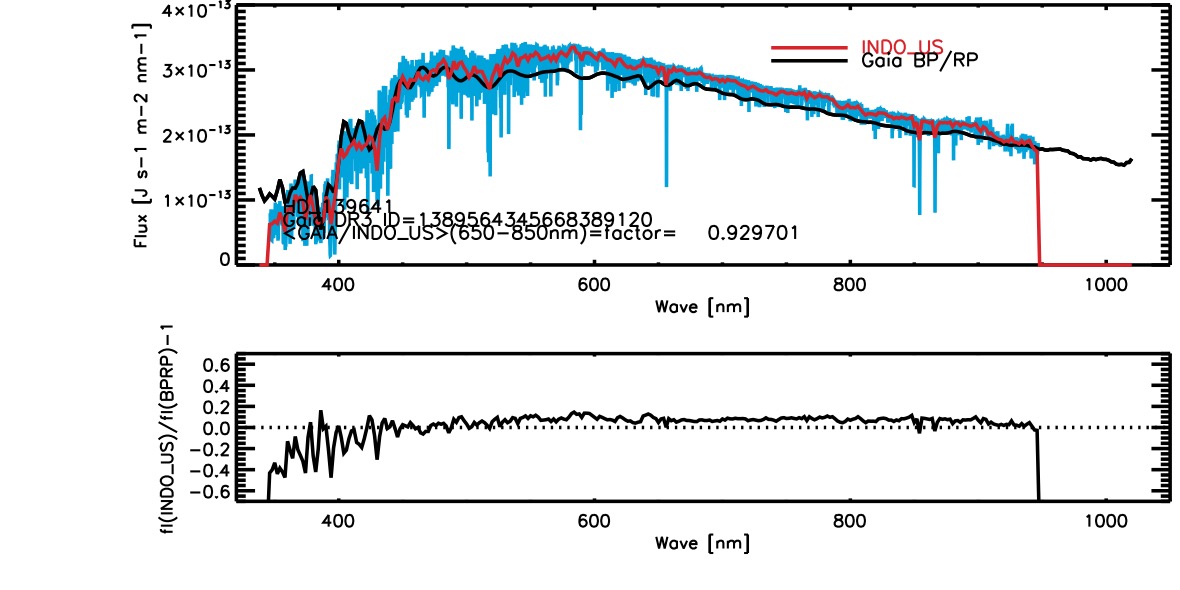 4×10−13
3×10−13
2×10−13
1×10−13
0
Flux [J s−1 m−2 nm−1]
INDO_US
Gaia BP/RP
HD 139641
Gaia DR3 ID=1389564345668389120
<GAIA/INDO_US>(650−850nm)=factor= 0.929701
400 600 800 1000
Wave [nm]
fl(INDO_US)/fl(BPRP)−1
0.6
0.4
0.2
0.0
−0.2
−0.4
−0.6
400 600 800 1000
Wave [nm]